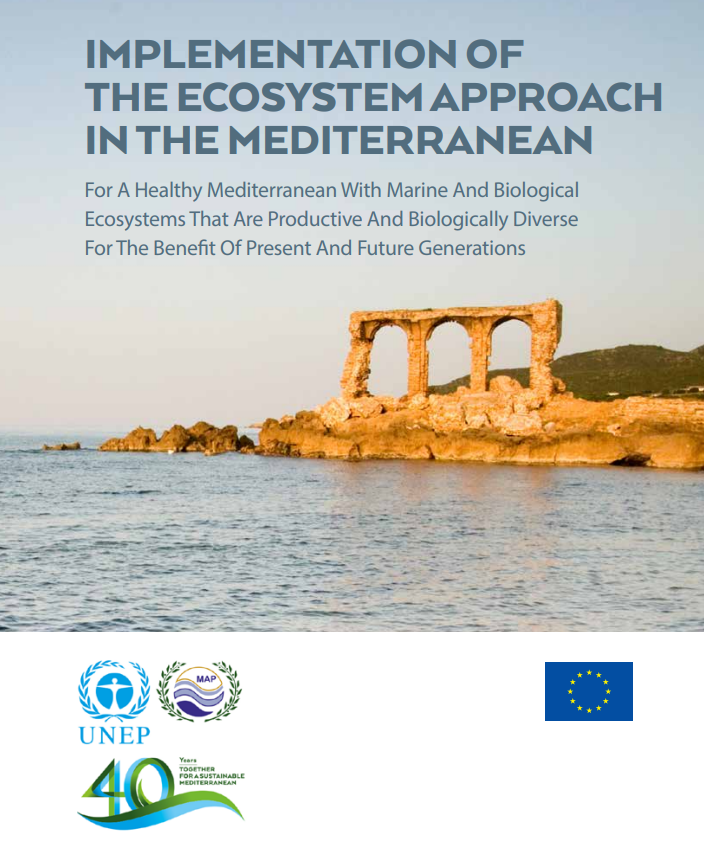 IMPLEMENTATION OF
THE ECOSYSTEM APPROACH
IN THE MEDITERRANEAN
For A Healthy Mediterranean With Marine And Biological
Ecosystems That Are Productive And Biologically Diverse
For The Benefit Of Present And Future Generations
MAP
UNEP
40
Years
TOGETHER
FOR A SUSTAINABLE
MEDITERRANEAN